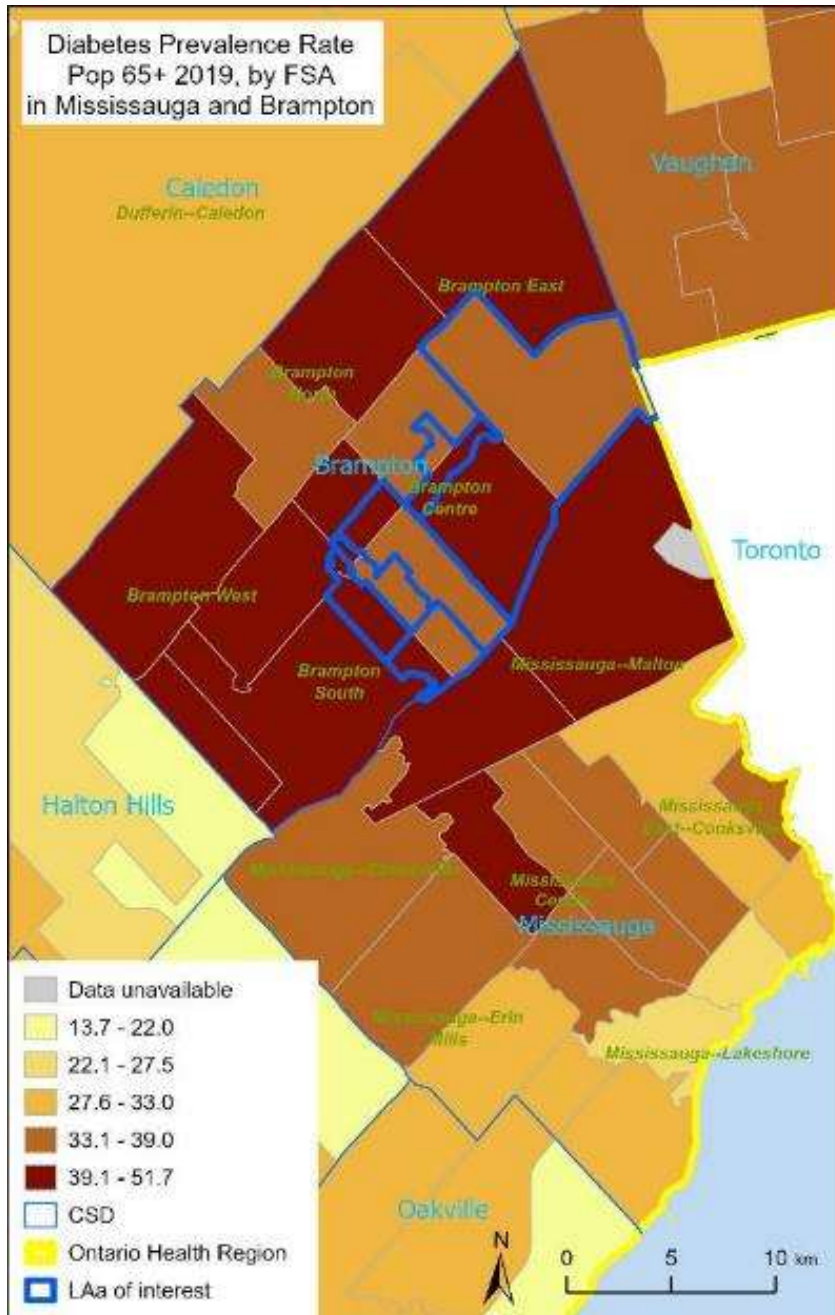 Diabetes Prevalence Rate
Pop 65+ 2019, by FSA
in Mississauga and Brampton
Vaughan
Caledon
Dufferin--Caledon
Brampton East
Brampton
North
Brampton
Brampton
Centre
Toronto
Brampton West
Brampton
South
Mississauga--Malton
Halton Hills
Mississauga
East--Cooksville
Mississauga
Centre
Mississauga
Mississauga--Erin
Mills
Mississauga--Lakeshore
Oakville
Data unavailable
13.7 - 22.0
22.1 - 27.5
27.6 - 33.0
33.1 - 39.0
39.1 - 51.7
CSD
Ontario Health Region
LAa of interest
N
0 5 10 km